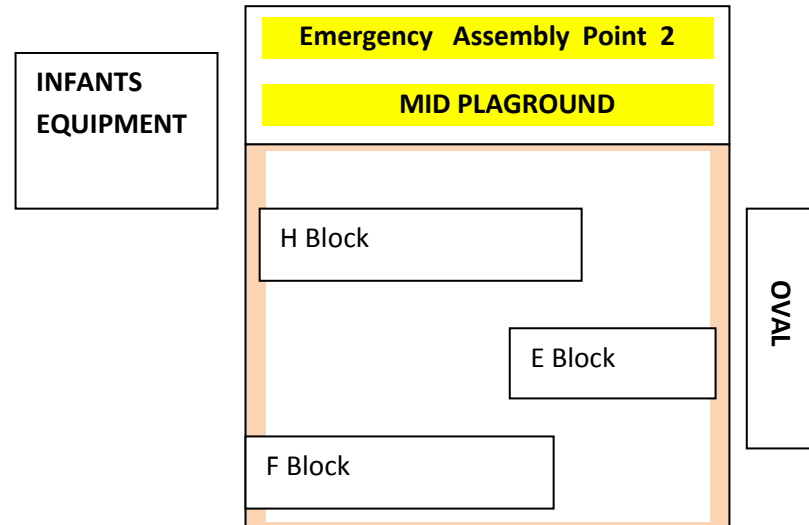 Emergency Assembly Point 2
INFANTS
EQUIPMENT
MID PLAGROUND
H Block
OVAL
E Block
F Block